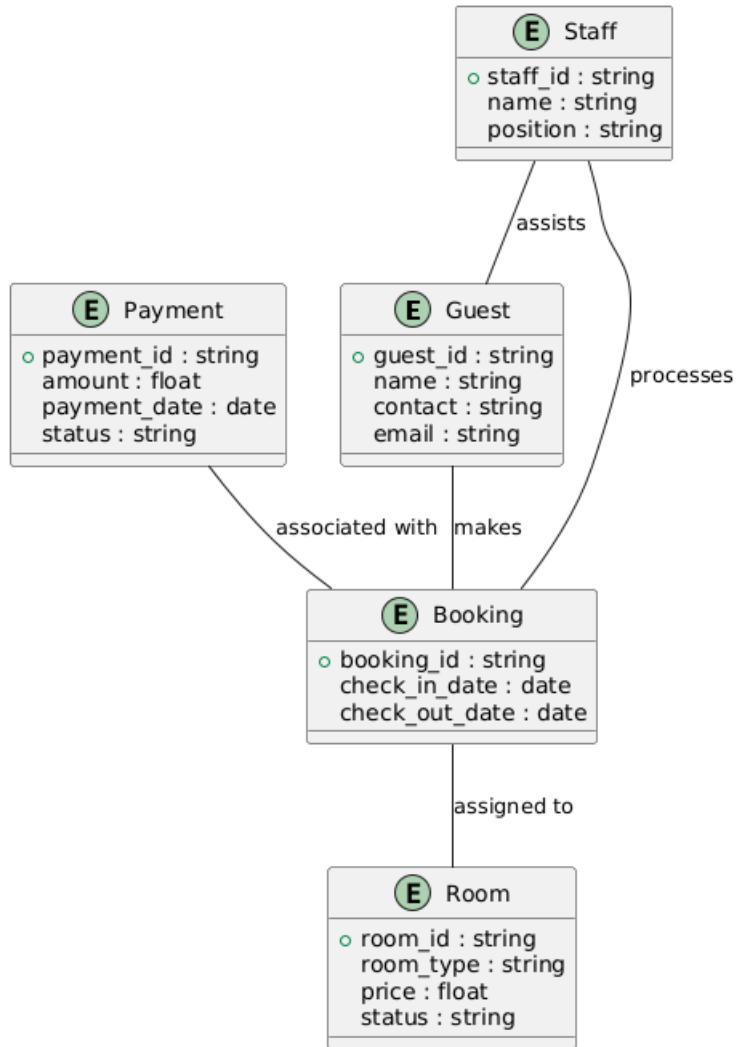 E Staff
staff_id : string
name : string
position : string
assists
E Payment
payment_id : string
amount : float
payment_date : date
status : string
E Guest
guest_id : string
name : string
contact : string
email : string
processes
associated with
makes
E Booking
booking_id : string
check_in_date : date
check_out_date : date
assigned to
E Room
room_id : string
room_type : string
price : float
status : string